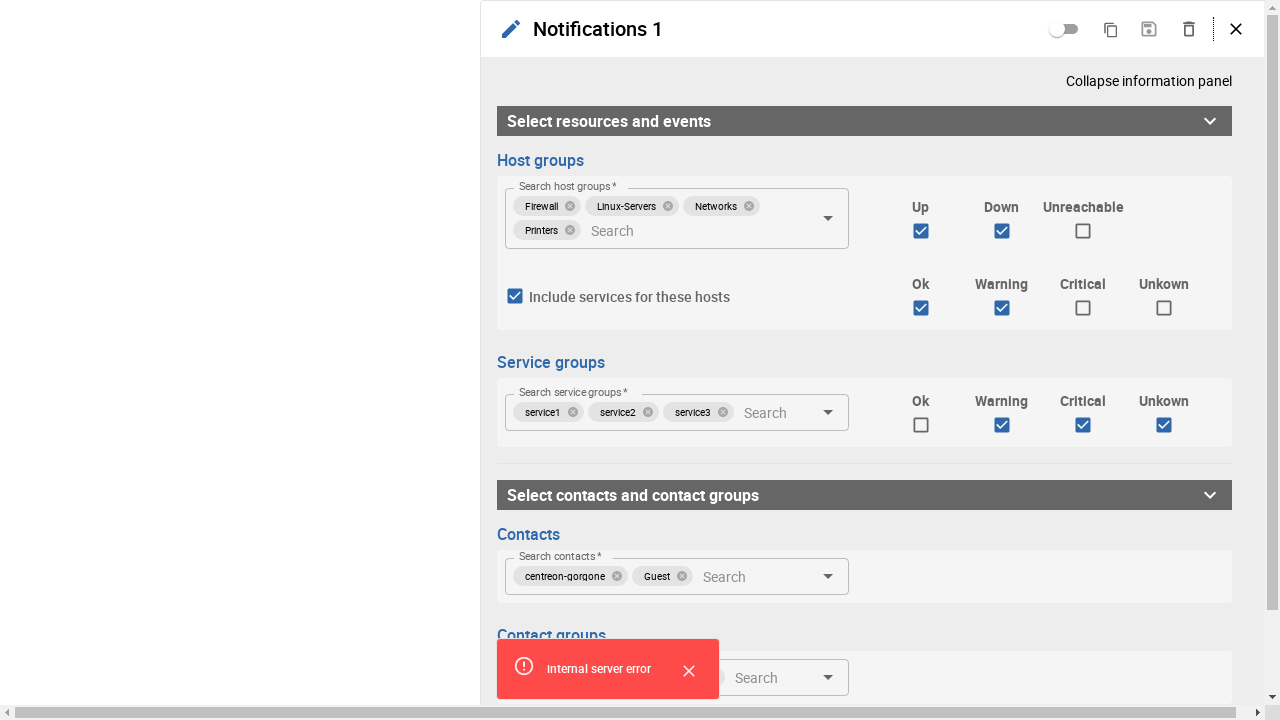 Notifications 1
Collapse information panel
Select resources and events
Host groups
Search host groups *
Firewall Linux-Servers Networks
Printers Search
Up Down Unreachable
Include services for these hosts
Ok Warning Critical Unkown
Service groups
Search service groups *
service1 service2 service3 Search
Ok Warning Critical Unkown
Select contacts and contact groups
Contacts
Search contacts *
centreon-gorgone Guest Search
Contact groups
Search
Internal server error